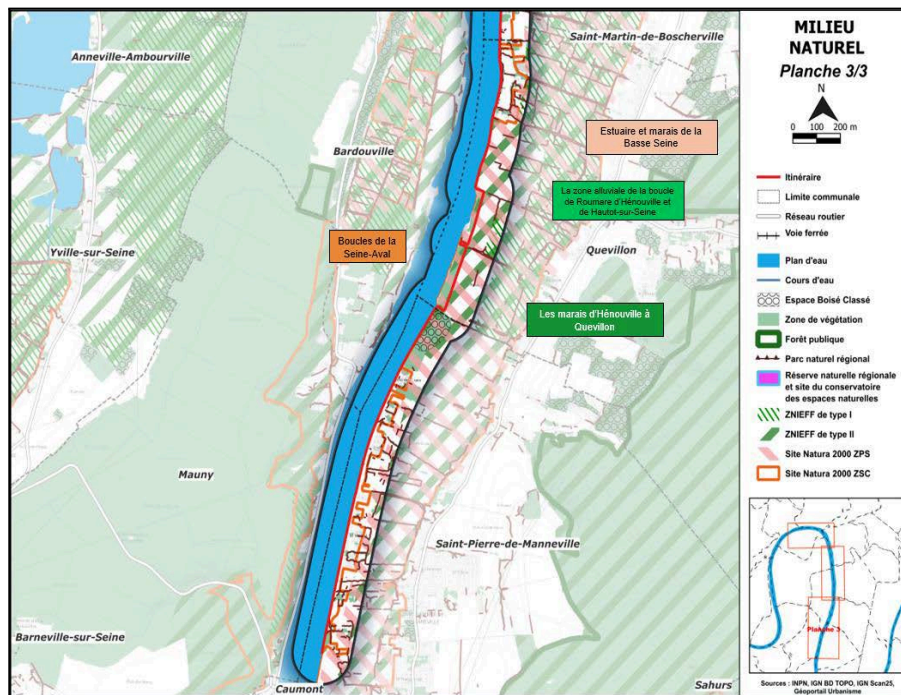 Anneville-Ambourville
Saint-Martin-de-Boscherville
Estuaire et marais de la
Basse Seine
Bardouville
La zone alluviale de la boucle
de Roumare d'Hénouville et
de Hautot-sur-Seine
Boucles de la
Seine-Aval
Quevillon
Yville-sur-Seine
Les marais d'Hénouville à
Quevillon
Mauny
Saint-Pierre-de-Manneville
Barneville-sur-Seine
Caumont
Sahurs
MILIEU
NATUREL
Planche 3/3
N
0 100 200 m
Itinéraire
Limite communale
Réseau routier
Voie ferrée
Plan d'eau
Cours d'eau
Espace Boisé Classé
Zone de végétation
Forêt publique
Parc naturel régional
Réserve naturelle régionale
et site du conservatoire
des espaces naturelles
ZNIEFF de type I
ZNIEFF de type II
Site Natura 2000 ZPS
Site Natura 2000 ZSC
Planche 3
Sources : INPN, IGN BD TOPO, IGN Scan25,
Géoportail Urbanisme